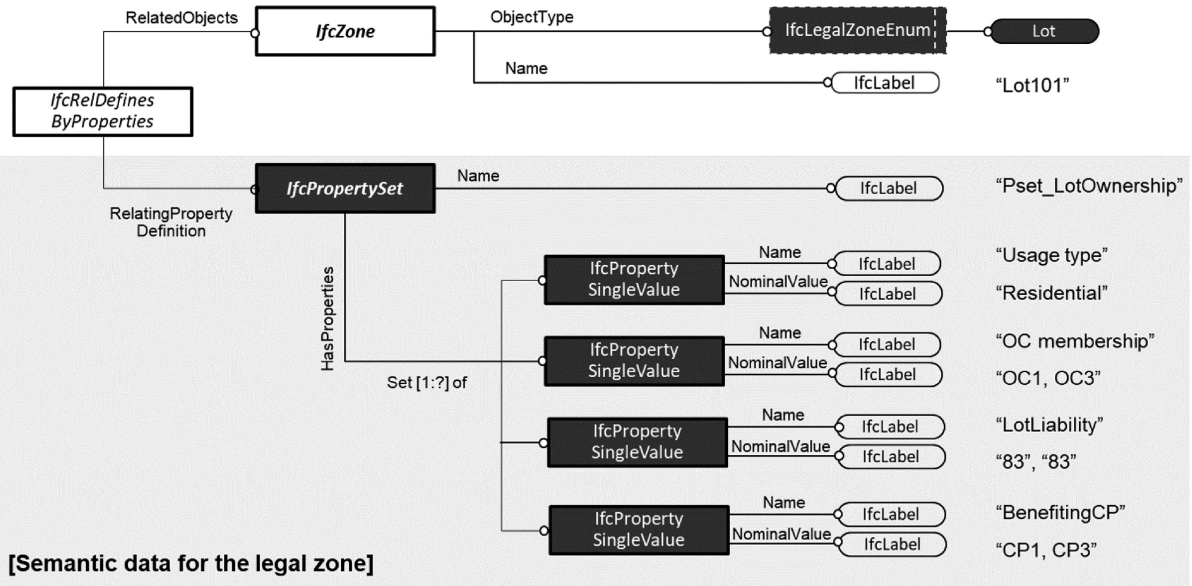 RelatedObjects
IfcZone
ObjectType
IfcLegalZoneEnum
Lot
Name
IfcLabel
“Lot101”
IfcRelDefines
ByProperties
IfcPropertySet
Name
IfcLabel
“Pset_LotOwnership”
RelatingProperty
Definition
HasProperties
Set [1:?] of
IfcProperty
SingleValue
Name
IfcLabel
“Usage type”
NominalValue
IfcLabel
“Residential”
IfcProperty
SingleValue
Name
IfcLabel
“OC membership”
NominalValue
IfcLabel
“OC1, OC3”
IfcProperty
SingleValue
Name
IfcLabel
“LotLiability”
NominalValue
IfcLabel
“83”, “83”
IfcProperty
SingleValue
Name
IfcLabel
“BenefitingCP”
NominalValue
IfcLabel
“CP1, CP3”
[Semantic data for the legal zone]